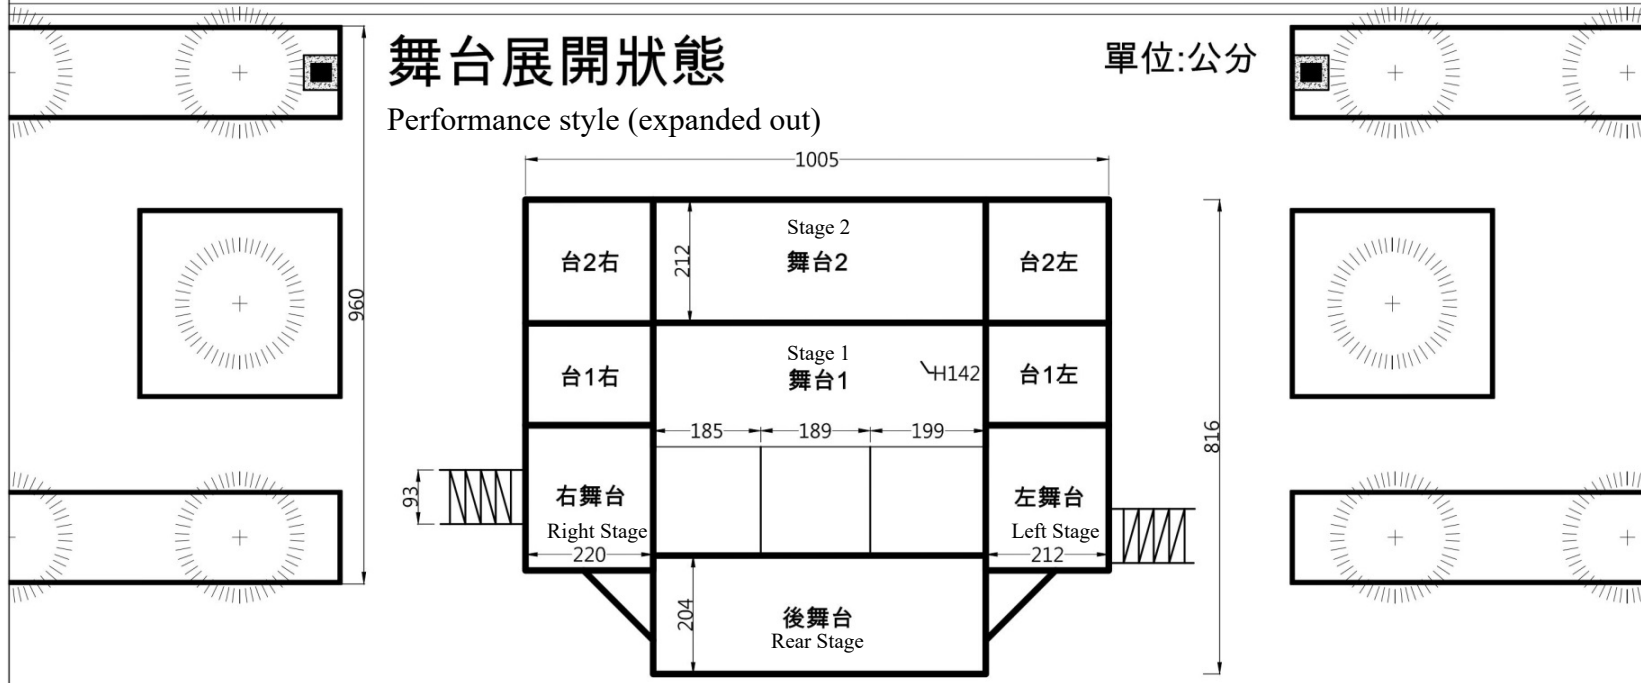 舞台展開狀態
單位:公分
Performance style (expanded out)
1005
Stage 2
台2右
212
舞台2
台2左
960
Stage 1
台1右
舞台1
H142
台1左
185
189
199
816
93
右舞台
左舞台
Right Stage
Left Stage
220
212
204
後舞台
Rear Stage